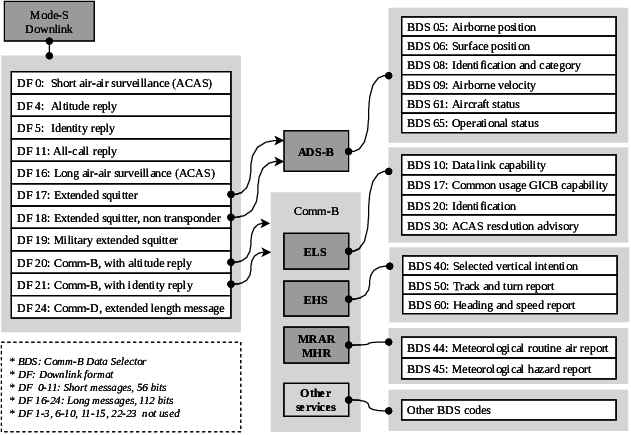 Mode-S
Downlink
DF 0: Short air-air surveillance (ACAS)
DF 4: Altitude reply
DF 5: Identity reply
DF 11: All-call reply
DF 16: Long air-air surveillance (ACAS)
DF 17: Extended squitter
DF 18: Extended squitter, non transponder
DF 19: Military extended squitter
DF 20: Comm-B, with altitude reply
DF 21: Comm-B, with identity reply
DF 24: Comm-D, extended length message
* BDS: Comm-B Data Selector
* DF: Downlink format
* DF 0-11: Short messages, 56 bits
* DF 16-24: Long messages, 112 bits
* DF 1-3, 6-10, 11-15, 22-23 not used
ADS-B
Comm-B
ELS
EHS
MRAR
MHR
Other
services
BDS 05: Airborne position
BDS 06: Surface position
BDS 08: Identification and category
BDS 09: Airborne velocity
BDS 61: Aircraft status
BDS 65: Operational status
BDS 10: Data link capability
BDS 17: Common usage GICB capability
BDS 20: Identification
BDS 30: ACAS resolution advisory
BDS 40: Selected vertical intention
BDS 50: Track and turn report
BDS 60: Heading and speed report
BDS 44: Meteorological routine air report
BDS 45: Meteorological hazard report
Other BDS codes